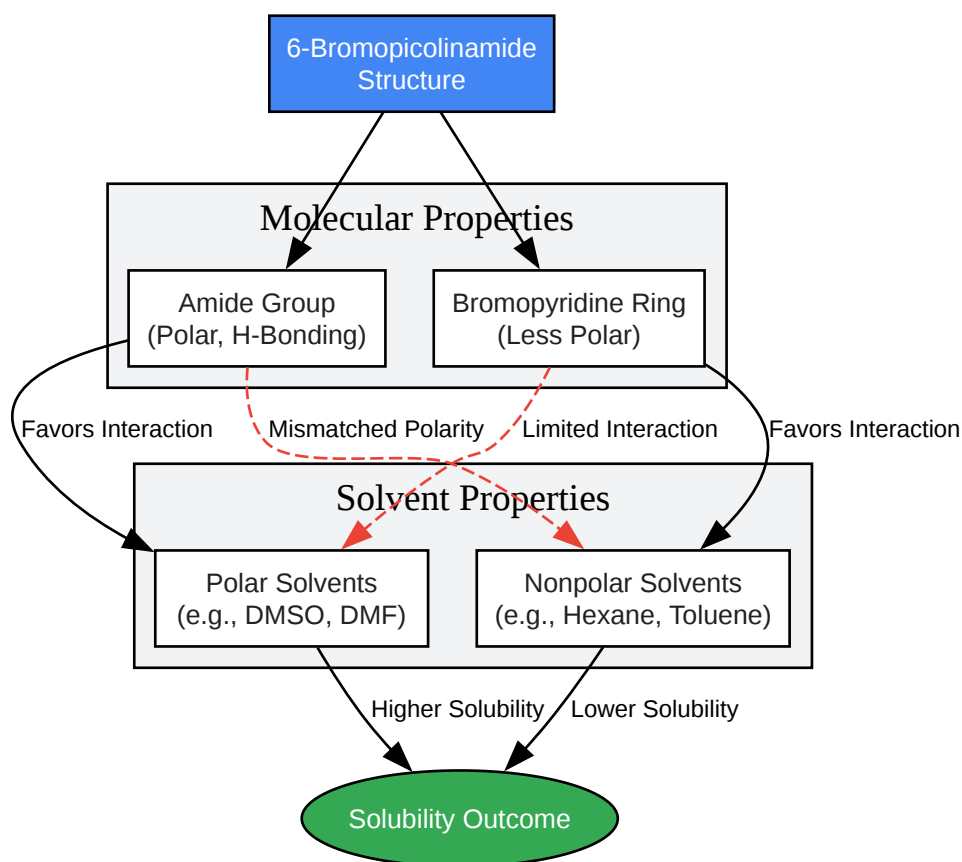 6-Bromopicolinamide
Structure
Molecular Properties
Amide Group
(Polar, H-Bonding)
Bromopyridine Ring
(Less Polar)
Favors Interaction
Mismatched Polarity
Limited Interaction
Favors Interaction
Solvent Properties
Polar Solvents
(e.g., DMSO, DMF)
Nonpolar Solvents
(e.g., Hexane, Toluene)
Higher Solubility
Lower Solubility
Solubility Outcome